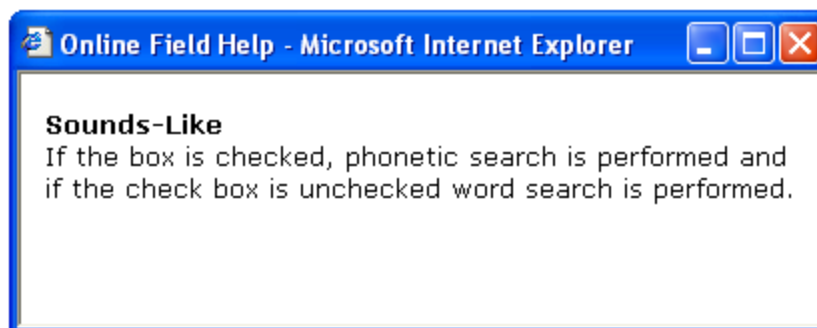 Online Field Help - Microsoft Internet Explorer
Sounds-Like
If the box is checked, phonetic search is performed and
if the check box is unchecked word search is performed.